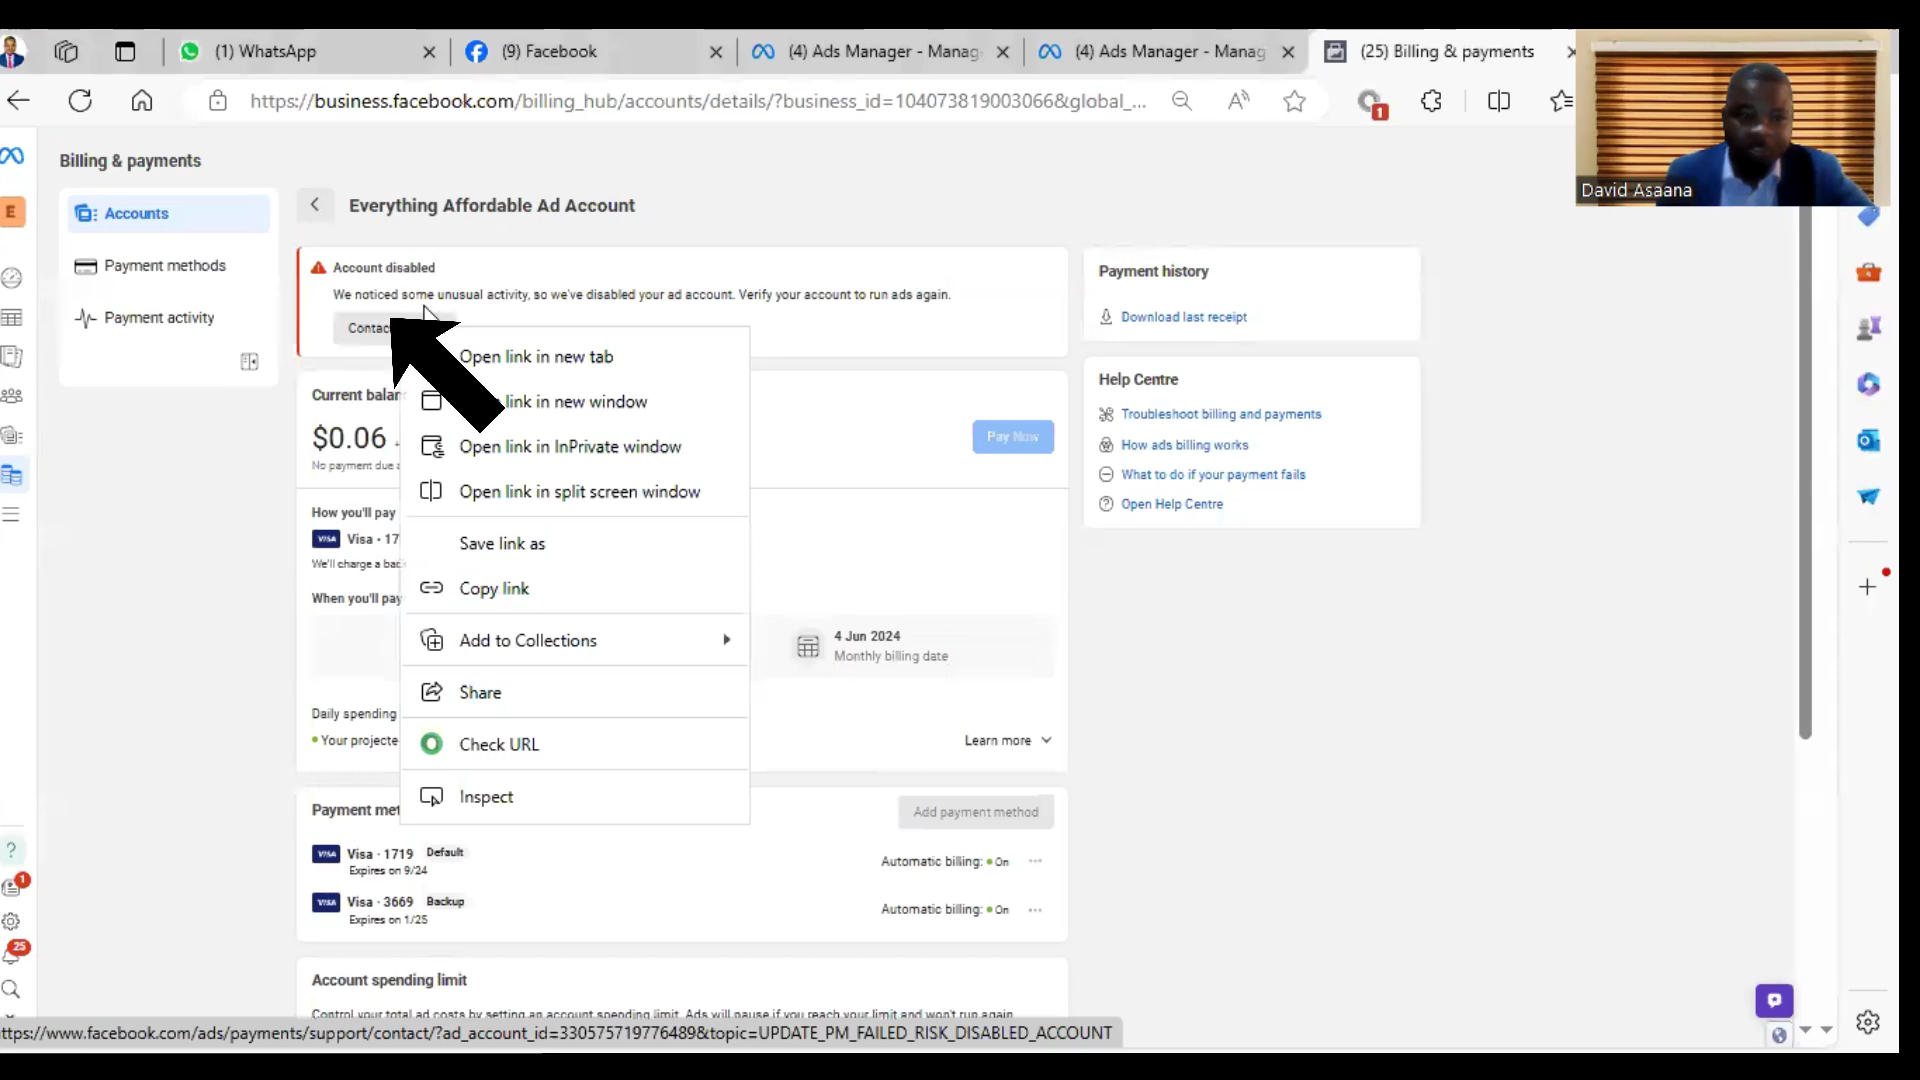 (1) WhatsApp
(9) Facebook
(4) Ads Manager - Manag
(4) Ads Manager - Manag
(25) Billing & payments
https://business.facebook.com/billing_hub/accounts/details/?business_id=104073819003066&global_...
1
David Asaana
Billing & payments
E
Accounts
Payment methods
Payment activity
Everything Affordable Ad Account
Account disabled
We noticed some unusual activity, so we've disabled your ad account. Verify your account to run ads again.
Contac
Open link in new tab
link in new window
Open link in InPrivate window
Open link in split screen window
Save link as
Copy link
Add to Collections
Share
Check URL
Inspect
Current balan
$0.06
No payment due
Pay Now
How you'll pay
VISA Visa · 17
We'll charge a bac
When you'll pay
4 Jun 2024
Monthly billing date
Daily spending
Your projecte
Learn more
Payment met
Add payment method
VISA Visa · 1719 Default
Expires on 9/24
Automatic billing: On
VISA Visa · 3669 Backup
Expires on 1/25
Automatic billing: On
Account spending limit
Control your total ad costs by setting an account spending limit. Ads will pause if you reach your limit and won't run again
Payment history
Download last receipt
Help Centre
Troubleshoot billing and payments
How ads billing works
What to do if your payment fails
Open Help Centre
1
25
ttps://www.facebook.com/ads/payments/support/contact/?ad_account_id=330575719776489&topic=UPDATE_PM_FAILED_RISK_DISABLED_ACCOUNT